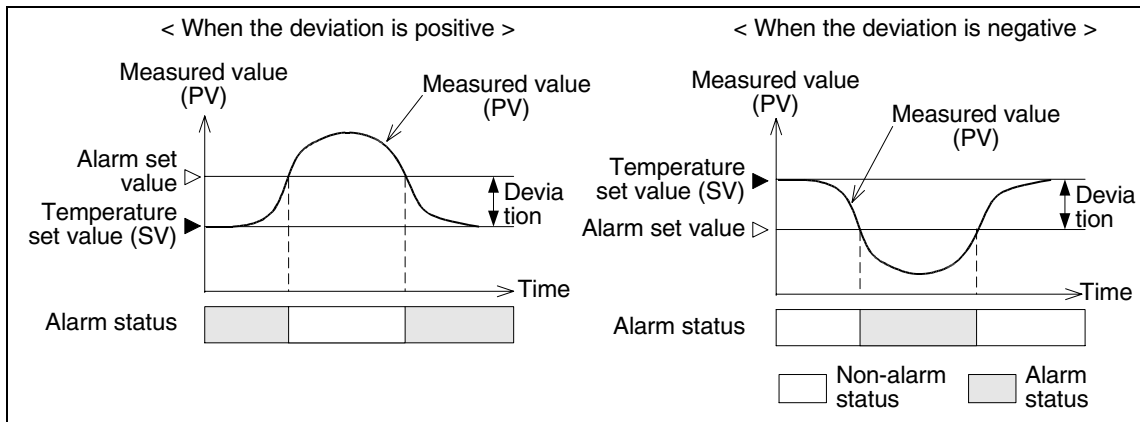 < When the deviation is positive >
Measured value
(PV)
Measured value
(PV)
Alarm set
value
Temperature
set value (SV)
Devia
tion
Time
Alarm status
< When the deviation is negative >
Measured value
(PV)
Measured value
(PV)
Temperature
set value (SV)
Alarm set value
Devia
tion
Time
Alarm status
Non-alarm
status
Alarm
status